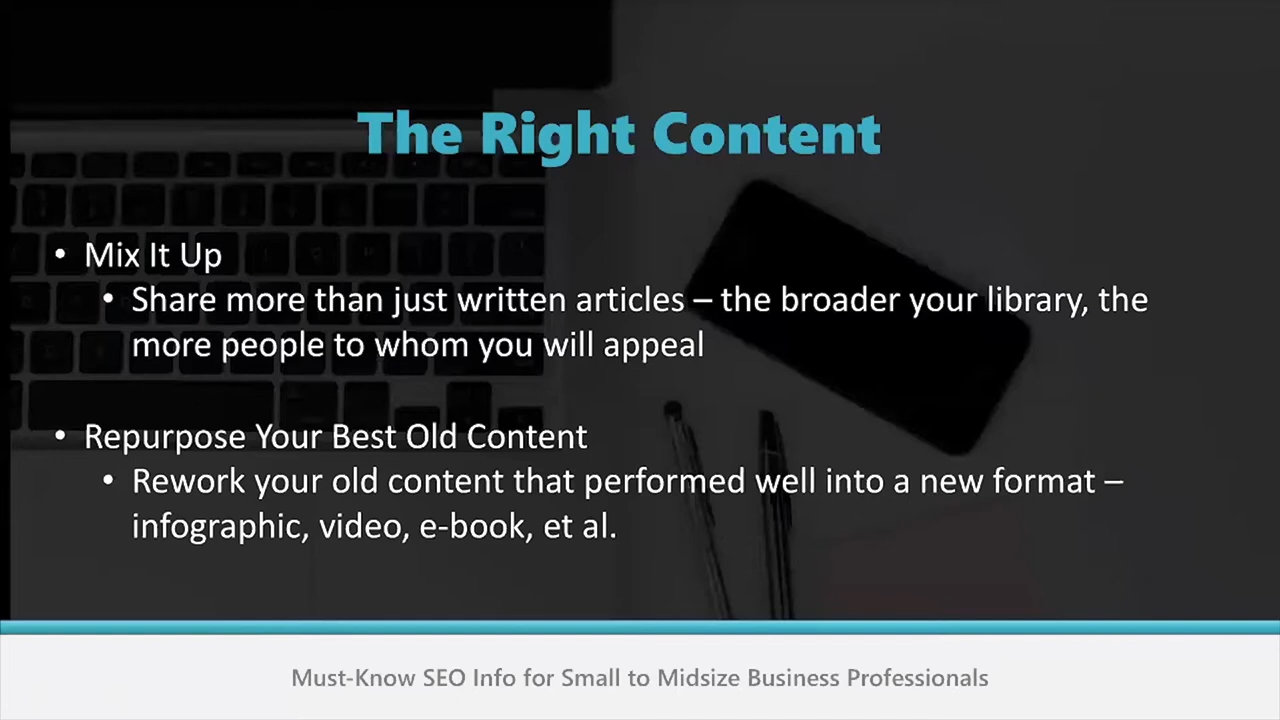 The Right Content
• Mix It Up
• Share more than just written articles – the broader your library, the
more people to whom you will appeal
• Repurpose Your Best Old Content
• Rework your old content that performed well into a new format –
infographic, video, e-book, et al.
Must-Know SEO Info for Small to Midsize Business Professionals